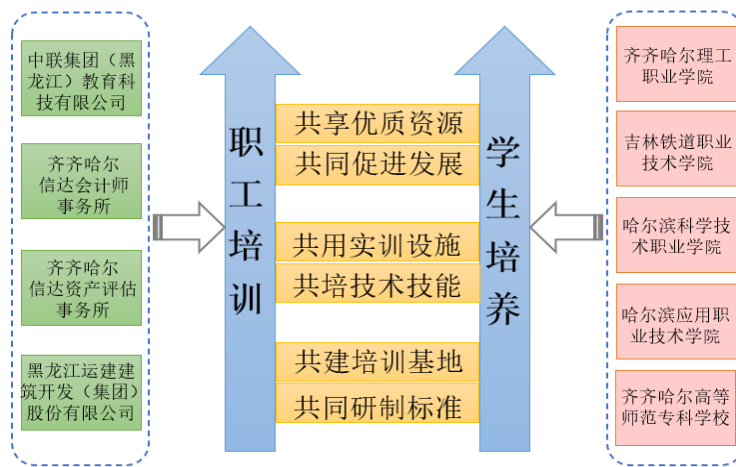 中联集团（黑
龙江）教育科
技有限公司
齐齐哈尔
信达会计师
事务所
齐齐哈尔
信达资产评估
事务所
黑龙江运建建
筑开发（集团）
股份有限公司
职工培训
共享优质资源
共同促进发展
共用实训设施
共培技术技能
共建培训基地
共同研制标准
学生培养
齐齐哈尔理工
职业学院
吉林铁道职业
技术学院
哈尔滨科学技
术职业学院
哈尔滨应用职
业技术学院
齐齐哈尔高等
师范专科学校